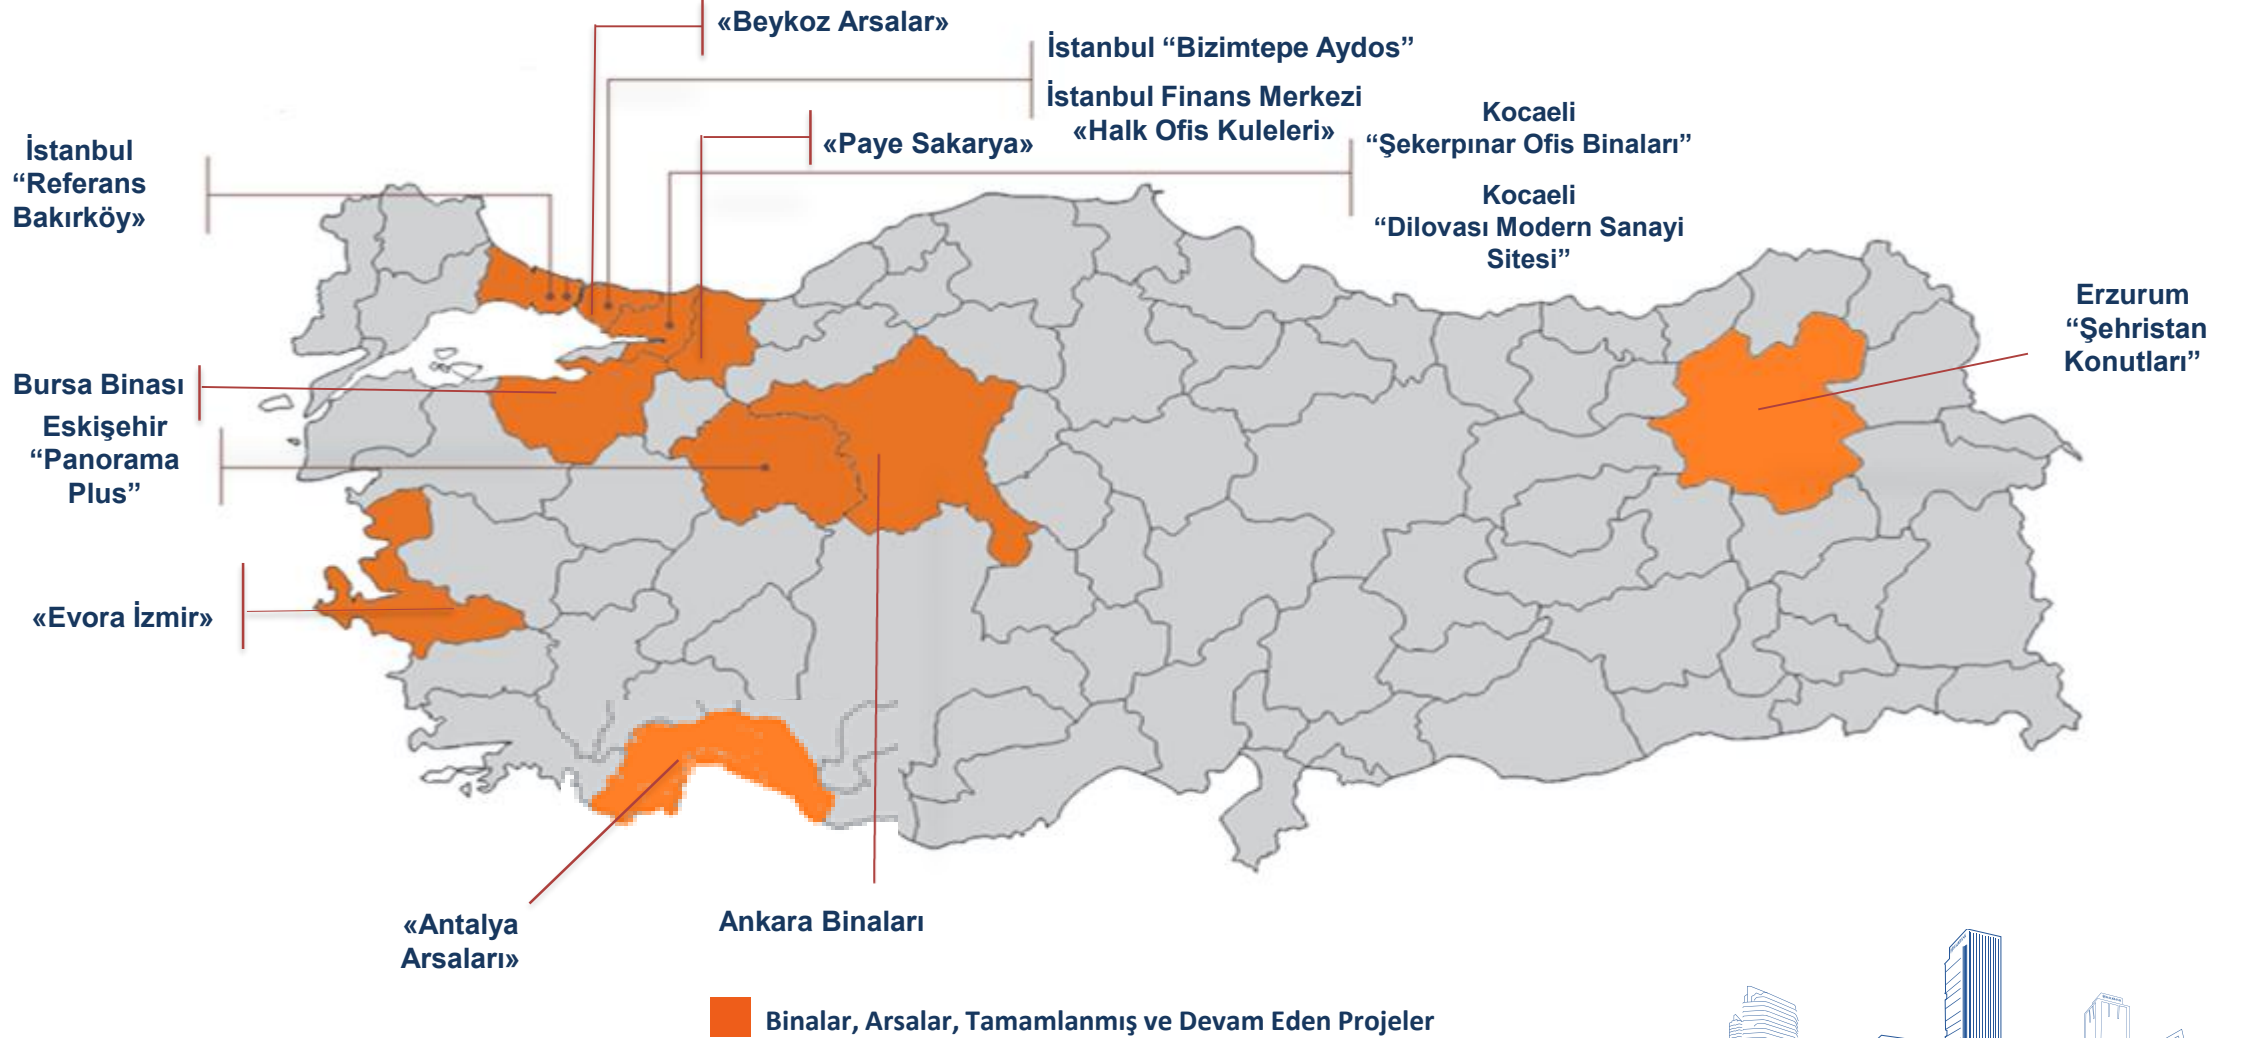 «Beykoz Arsalar»
İstanbul “Bizimtepe Aydos”
İstanbul Finans Merkezi
«Halk Ofis Kuleleri»
«Paye Sakarya»
Kocaeli
“Şekerpınar Ofis Binaları”
Kocaeli
“Dilovası Modern Sanayi
Sitesi”
İstanbul
“Referans
Bakırköy»
Erzurum
“Şehristan
Konutları”
Bursa Binası
Eskişehir
“Panorama
Plus”
«Evora İzmir»
«Antalya
Arsaları»
Ankara Binaları
Binalar, Arsalar, Tamamlanmış ve Devam Eden Projeler